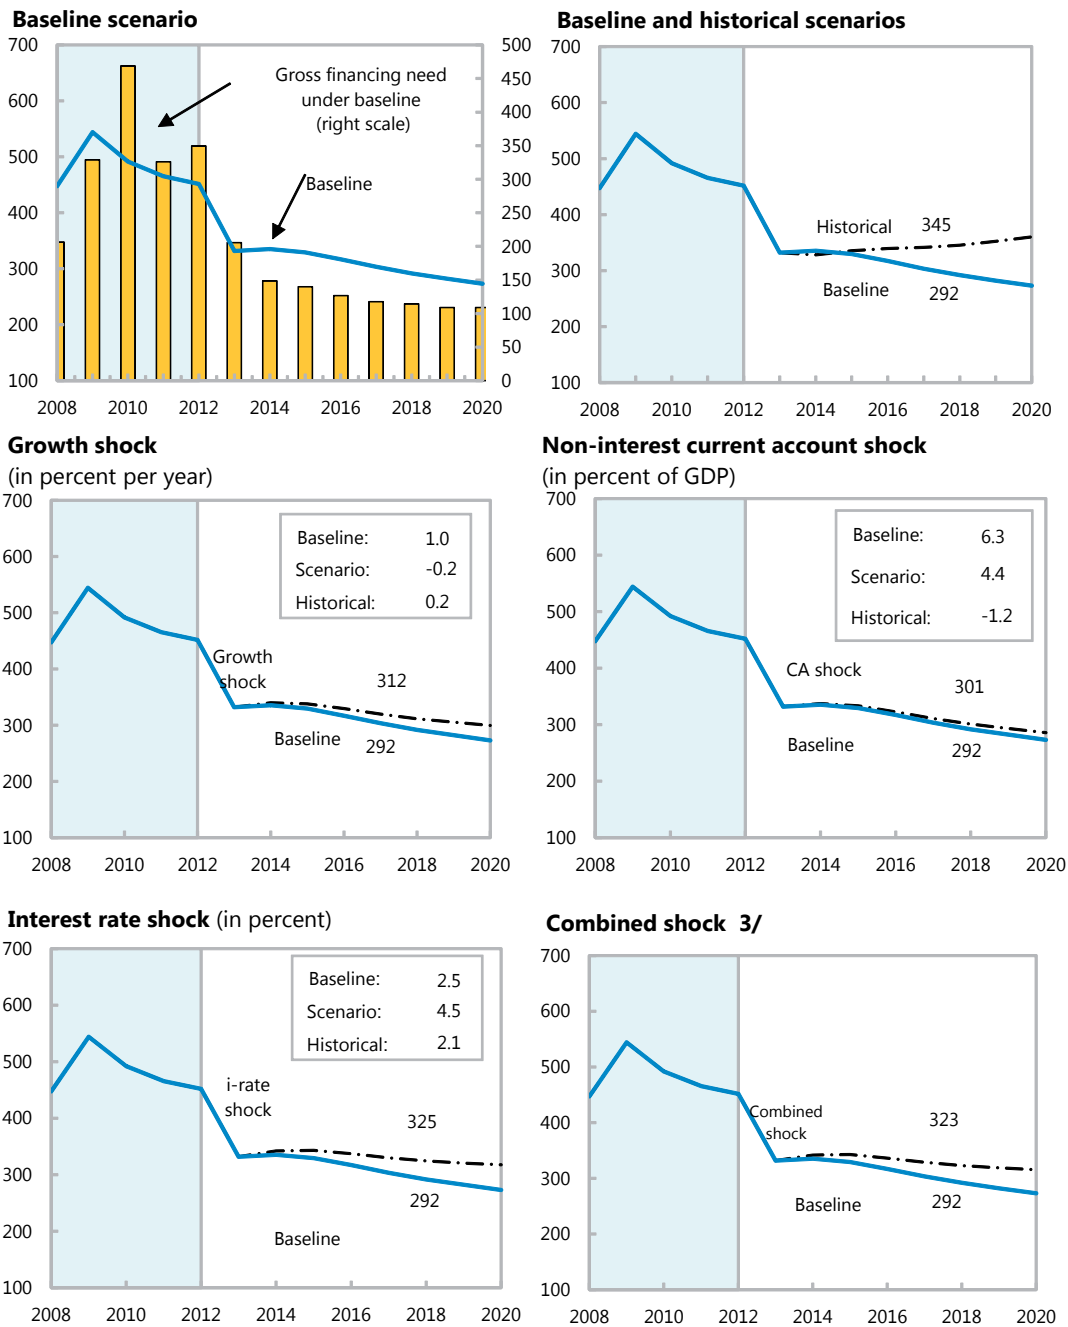 Baseline scenario
700
600
500
400
300
200
100
500
450
400
350
300
250
200
150
100
50
0
Gross financing need
under baseline
(right scale)
Baseline
2008 2010 2012 2014 2016 2018 2020
Baseline and historical scenarios
700
600
500
400
300
200
100
Historical 345
Baseline
292
2008 2010 2012 2014 2016 2018 2020
Growth shock
(in percent per year)
700
600
500
400
300
200
100
Baseline: 1.0
Scenario: -0.2
Historical: 0.2
Growth
shock
312
Baseline
292
2008 2010 2012 2014 2016 2018 2020
Non-interest current account shock
(in percent of GDP)
700
600
500
400
300
200
100
Baseline: 6.3
Scenario: 4.4
Historical: -1.2
CA shock
301
Baseline
292
2008 2010 2012 2014 2016 2018 2020
Interest rate shock (in percent)
700
600
500
400
300
200
100
Baseline: 2.5
Scenario: 4.5
Historical: 2.1
i-rate
shock
325
292
Baseline
2008 2010 2012 2014 2016 2018 2020
Combined shock 3/
700
600
500
400
300
200
100
Combined
shock
323
Baseline
292
2008 2010 2012 2014 2016 2018 2020